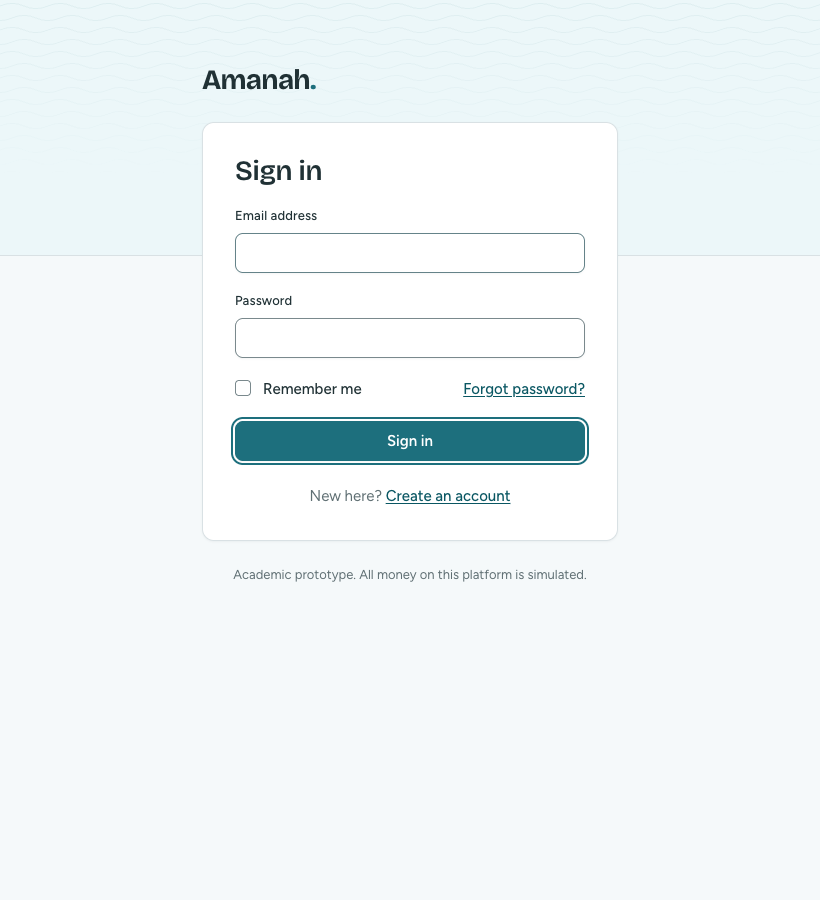 Amanah.
Sign in
Email address
Password
Remember me
Forgot password?
Sign in
New here? Create an account
Academic prototype. All money on this platform is simulated.